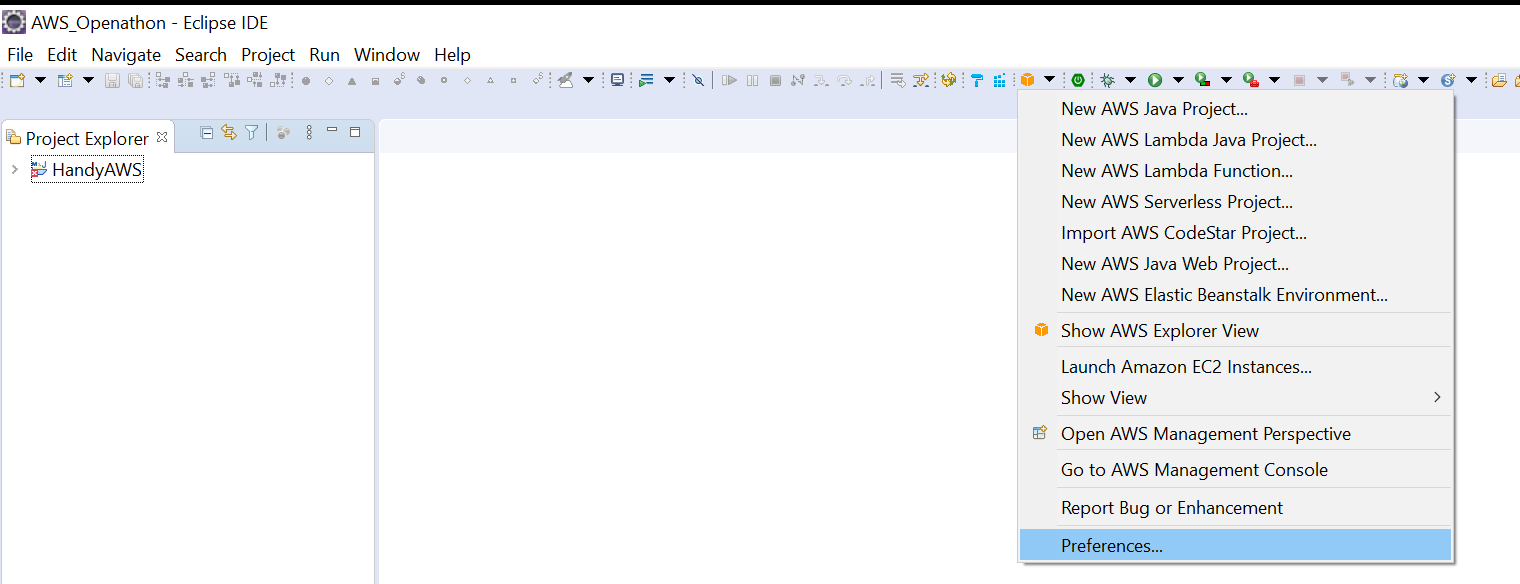 AWS_Openathon - Eclipse IDE
File Edit Navigate Search Project Run Window Help
Project Explorer
HandyAWS
New AWS Java Project...
New AWS Lambda Java Project...
New AWS Lambda Function...
New AWS Serverless Project...
Import AWS CodeStar Project...
New AWS Java Web Project...
New AWS Elastic Beanstalk Environment...
Show AWS Explorer View
Launch Amazon EC2 Instances...
Show View
Open AWS Management Perspective
Go to AWS Management Console
Report Bug or Enhancement
Preferences...